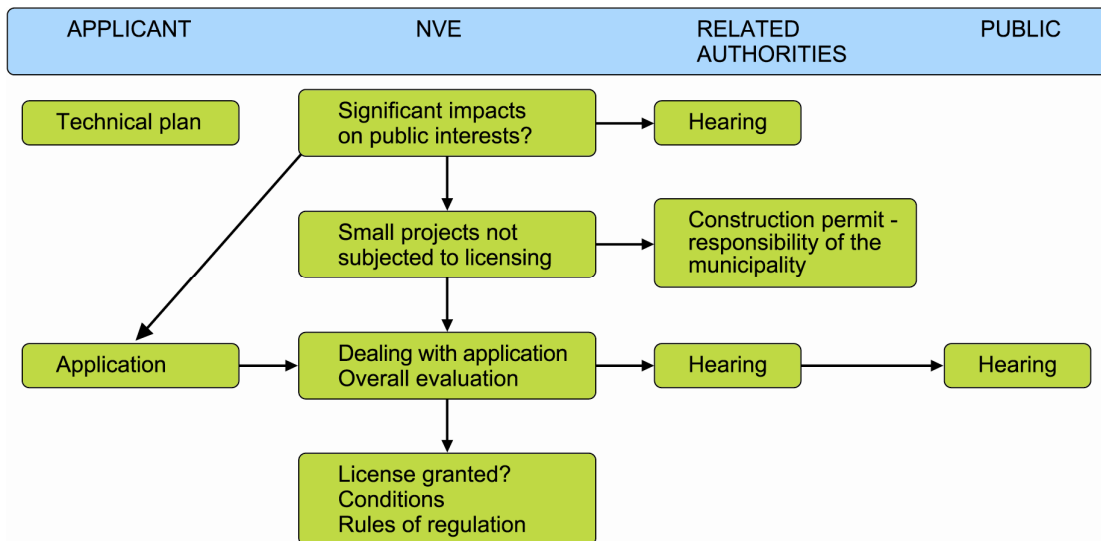 APPLICANT
NVE
RELATED
AUTHORITIES
PUBLIC
Technical plan
Significant impacts
on public interests?
Hearing
Small projects not
subjected to licensing
Construction permit -
responsibility of the
municipality
Application
Dealing with application
Overall evaluation
Hearing
Hearing
License granted?
Conditions
Rules of regulation